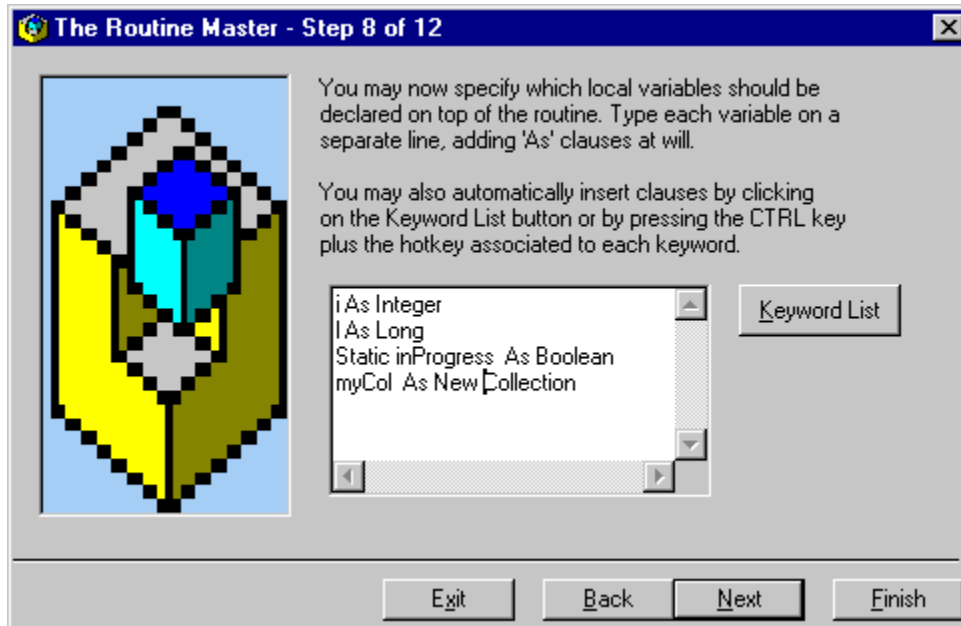 The Routine Master - Step 8 of 12
You may now specify which local variables should be
declared on top of the routine. Type each variable on a
separate line, adding 'As' clauses at will.
You may also automatically insert clauses by clicking
on the Keyword List button or by pressing the CTRL key
plus the hotkey associated to each keyword.
i As Integer
l As Long
Static inProgress  As Boolean
myCol  As New Collection
Keyword List
Exit
Back
Next
Finish